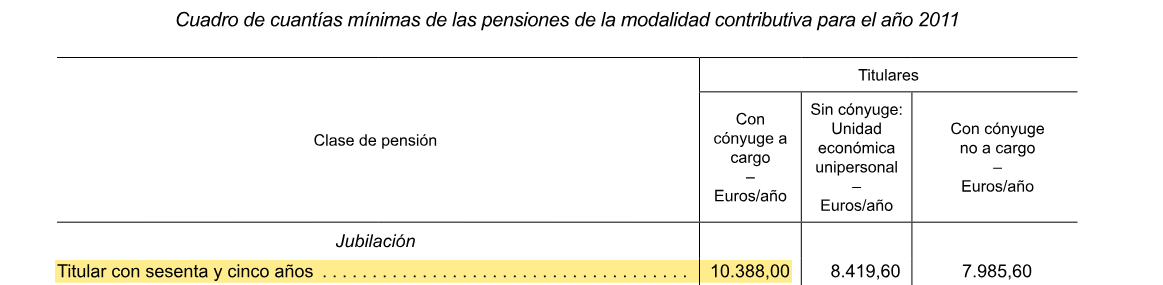 Cuadro de cuantías mínimas de las pensiones de la modalidad contributiva para el año 2011
Clase de pensión
Titulares
Con
cónyuge a
cargo
–
Euros/año
Sin cónyuge:
Unidad
económica
unipersonal
–
Euros/año
Con cónyuge
no a cargo
–
Euros/año
Jubilación
Titular con sesenta y cinco años . . . . . . . . . . . . . . . . . . . . . . . . . . . . . . . . . . . . . 10.388,00 8.419,60 7.985,60